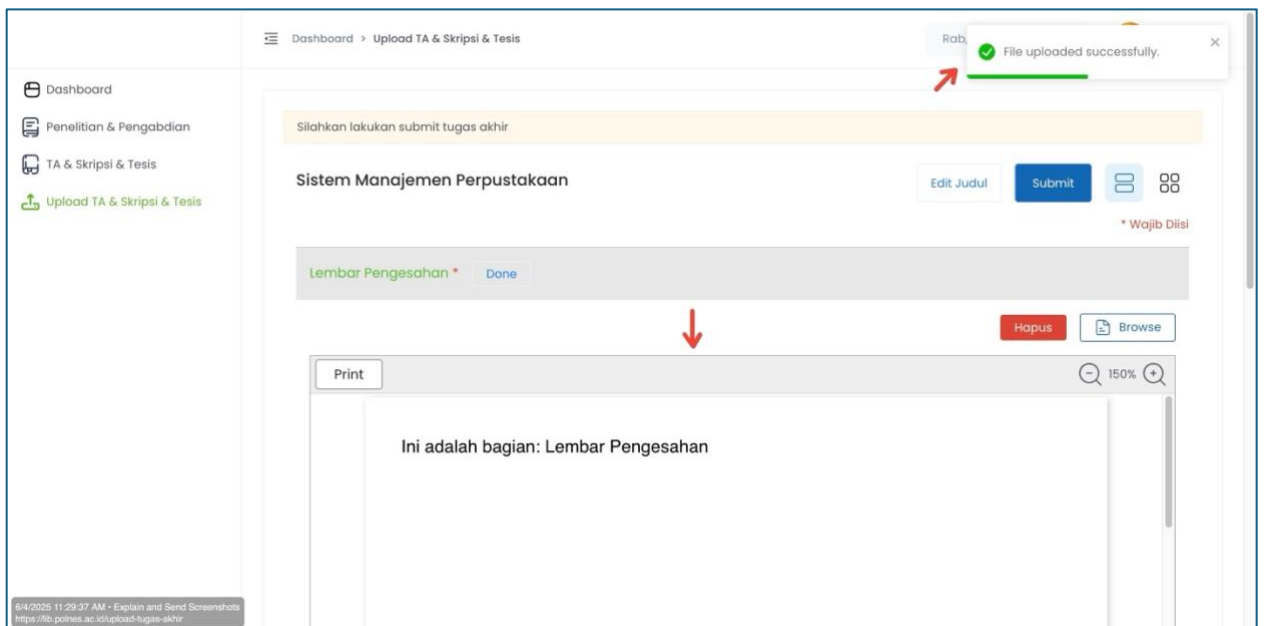 Dashboard > Upload TA & Skripsi & Tesis
Rab,
File uploaded successfully.
Dashboard
Penelitian & Pengabdian
TA & Skripsi & Tesis
Upload TA & Skripsi & Tesis
Silahkan lakukan submit tugas akhir
Sistem Manajemen Perpustakaan
Edit Judul
Submit
* Wajib Diisi
Lembar Pengesahan *
Done
Hapus
Browse
Print
150%
Ini adalah bagian: Lembar Pengesahan
6/4/2025 11:29:37 AM • Explain and Send Screenshots
https://lib.polnes.ac.id/upload-tugas-akhir